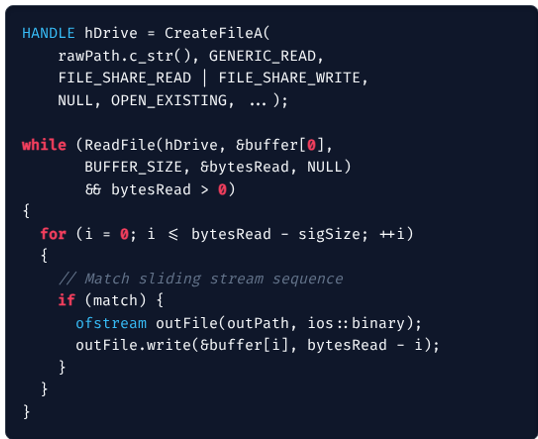 HANDLE hDrive = CreateFileA(
    rawPath.c_str(), GENERIC_READ,
    FILE_SHARE_READ | FILE_SHARE_WRITE,
    NULL, OPEN_EXISTING, ...);

while (ReadFile(hDrive, &buffer[0],
       BUFFER_SIZE, &bytesRead, NULL)
       && bytesRead > 0)
{
  for (i = 0; i <= bytesRead - sigSize; ++i)
  {
    // Match sliding stream sequence
    if (match) {
      ofstream outFile(outPath, ios::binary);
      outFile.write(&buffer[i], bytesRead - i);
    }
  }
}